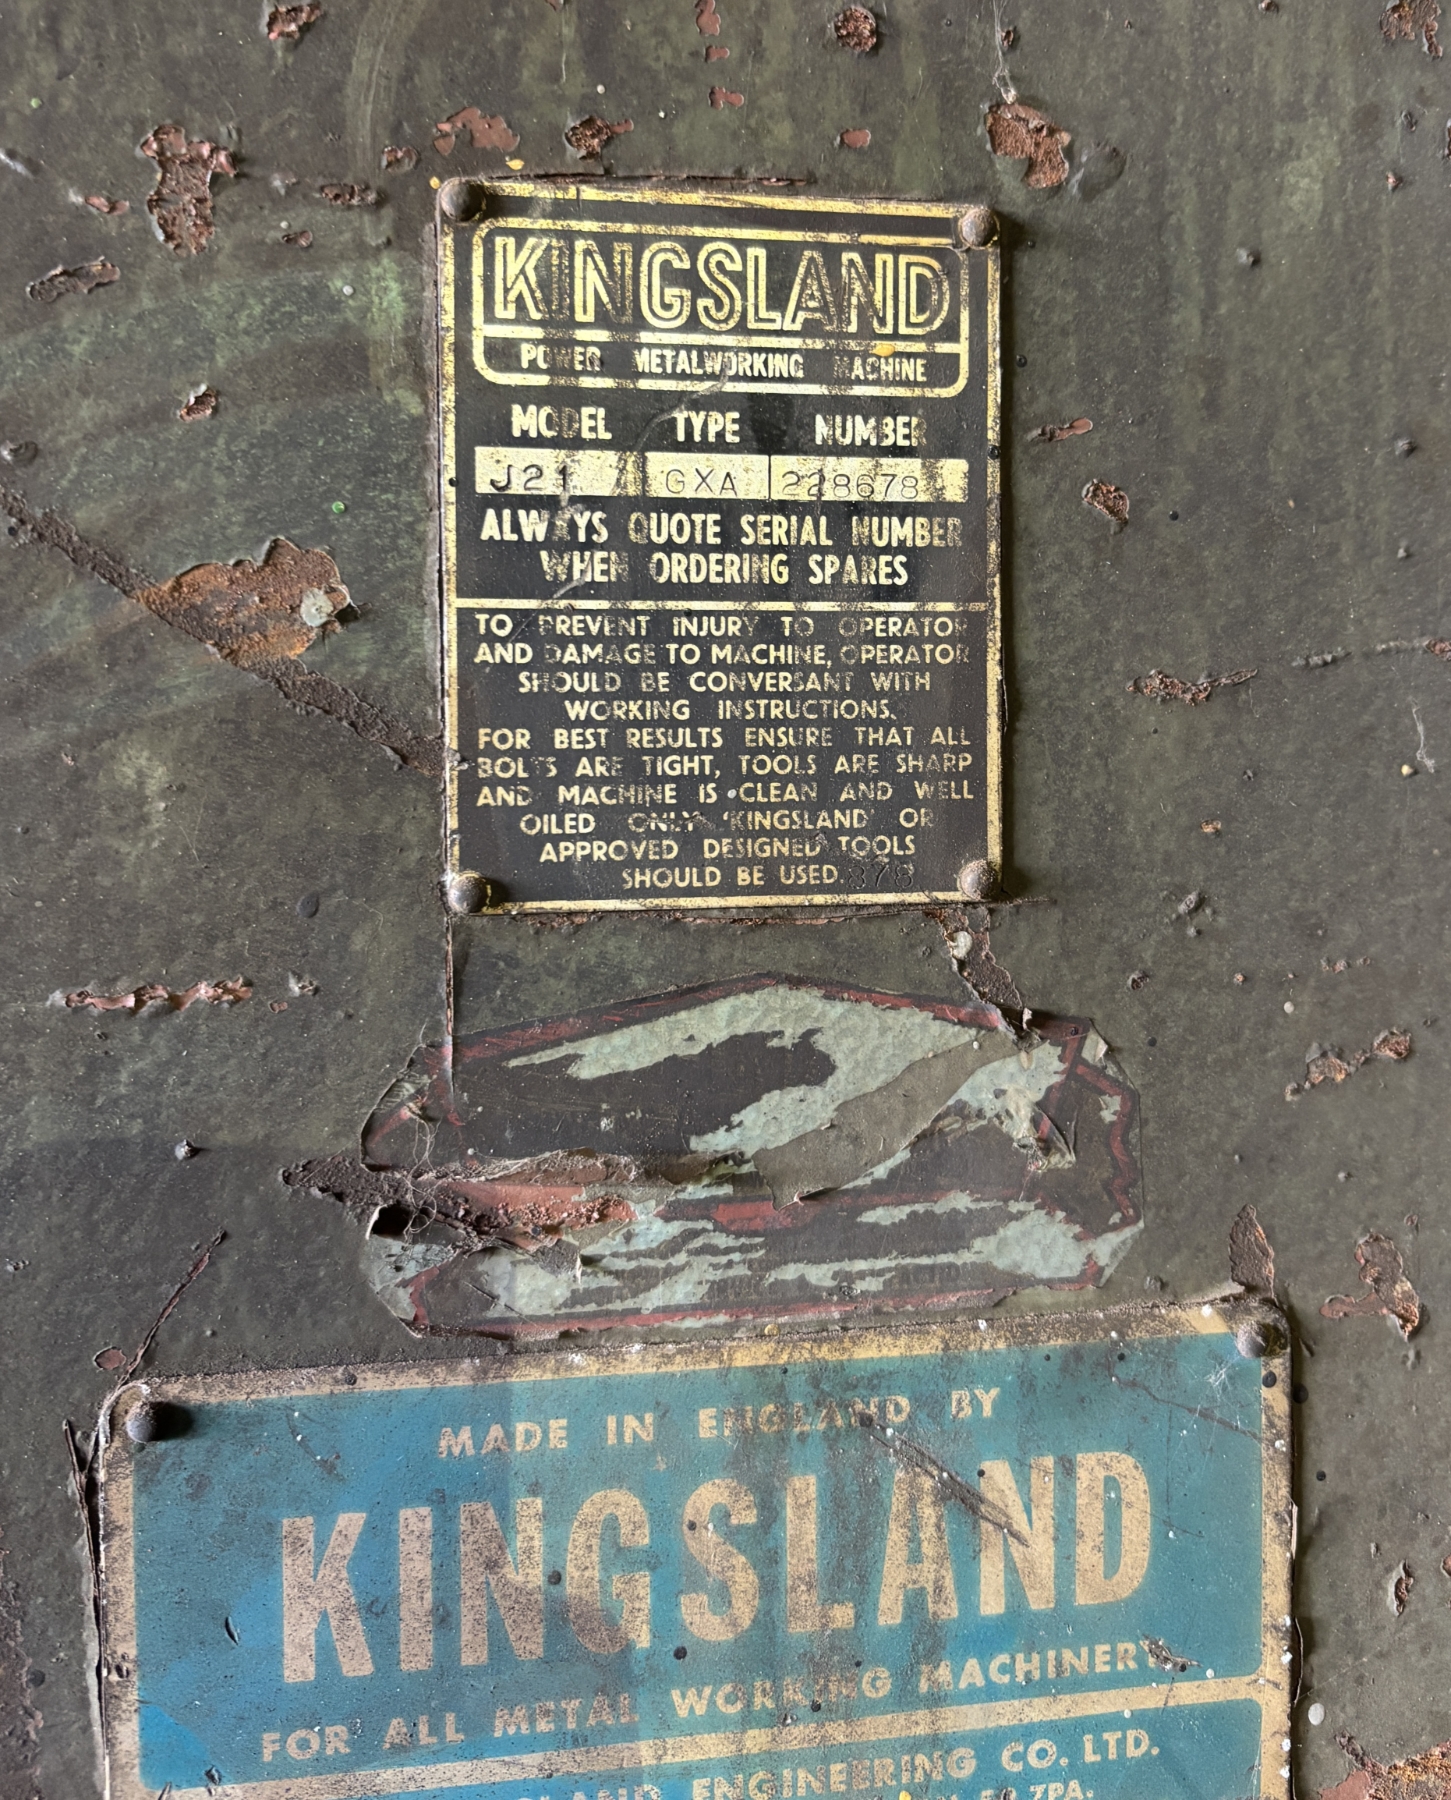 KINGSLAND
POWER METALWORKING MACHINE
MODEL TYPE NUMBER
J21 GXA 228678
ALWAYS QUOTE SERIAL NUMBER
WHEN ORDERING SPARES
TO PREVENT INJURY TO OPERATOR
AND DAMAGE TO MACHINE, OPERATOR
SHOULD BE CONVERSANT WITH
WORKING INSTRUCTIONS.
FOR BEST RESULTS ENSURE THAT ALL
BOLTS ARE TIGHT, TOOLS ARE SHARP
AND MACHINE IS CLEAN AND WELL
OILED ONLY 'KINGSLAND' OR
APPROVED DESIGNED TOOLS
SHOULD BE USED. 878
MADE IN ENGLAND BY
KINGSLAND
FOR ALL METAL WORKING MACHINERY
ENGINEERING CO. LTD.
7PA.